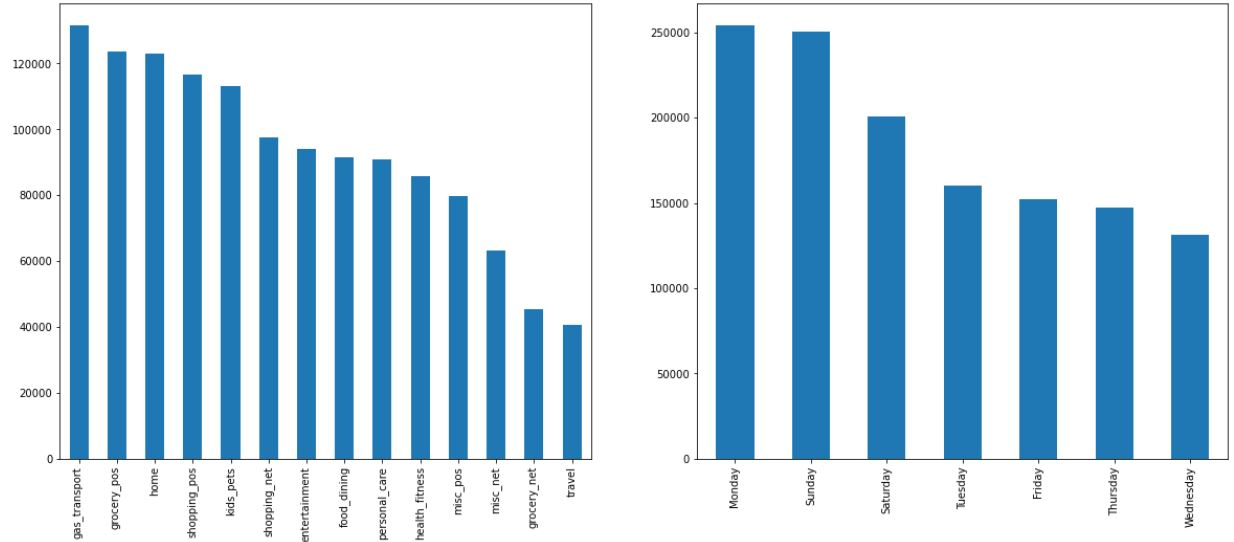 120000
100000
80000
60000
40000
20000
0
gas_transport
grocery_pos
home
shopping_pos
kids_pets
shopping_net
entertainment
food_dining
personal_care
health_fitness
misc_pos
misc_net
grocery_net
travel
250000
200000
150000
100000
50000
0
Monday
Sunday
Saturday
Tuesday
Friday
Thursday
Wednesday